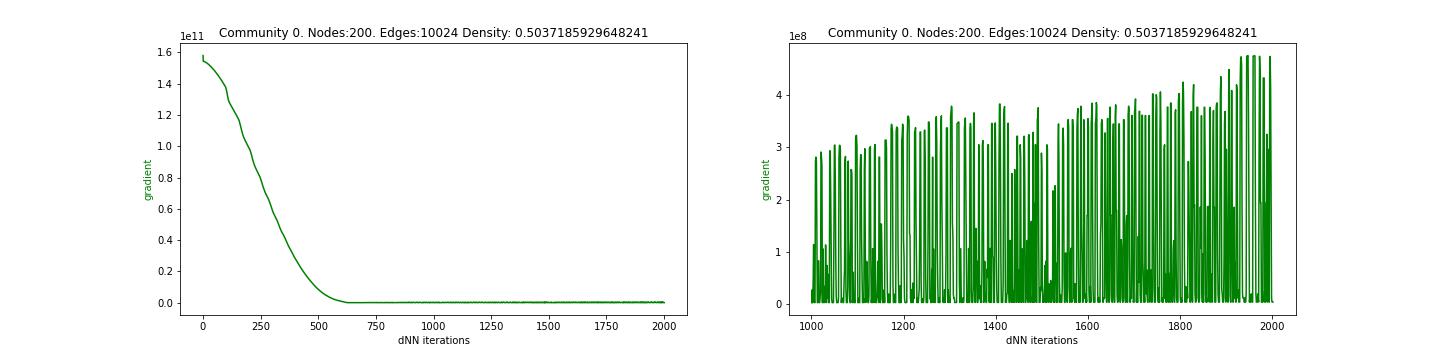 Community 0. Nodes:200. Edges:10024 Density: 0.5037185929648241
1e11
1.6
1.4
1.2
1.0
0.8
0.6
0.4
0.2
0.0
gradient
0 250 500 750 1000 1250 1500 1750 2000
dNN iterations
Community 0. Nodes:200. Edges:10024 Density: 0.5037185929648241
1e8
4
3
2
1
0
gradient
1000 1200 1400 1600 1800 2000
dNN iterations